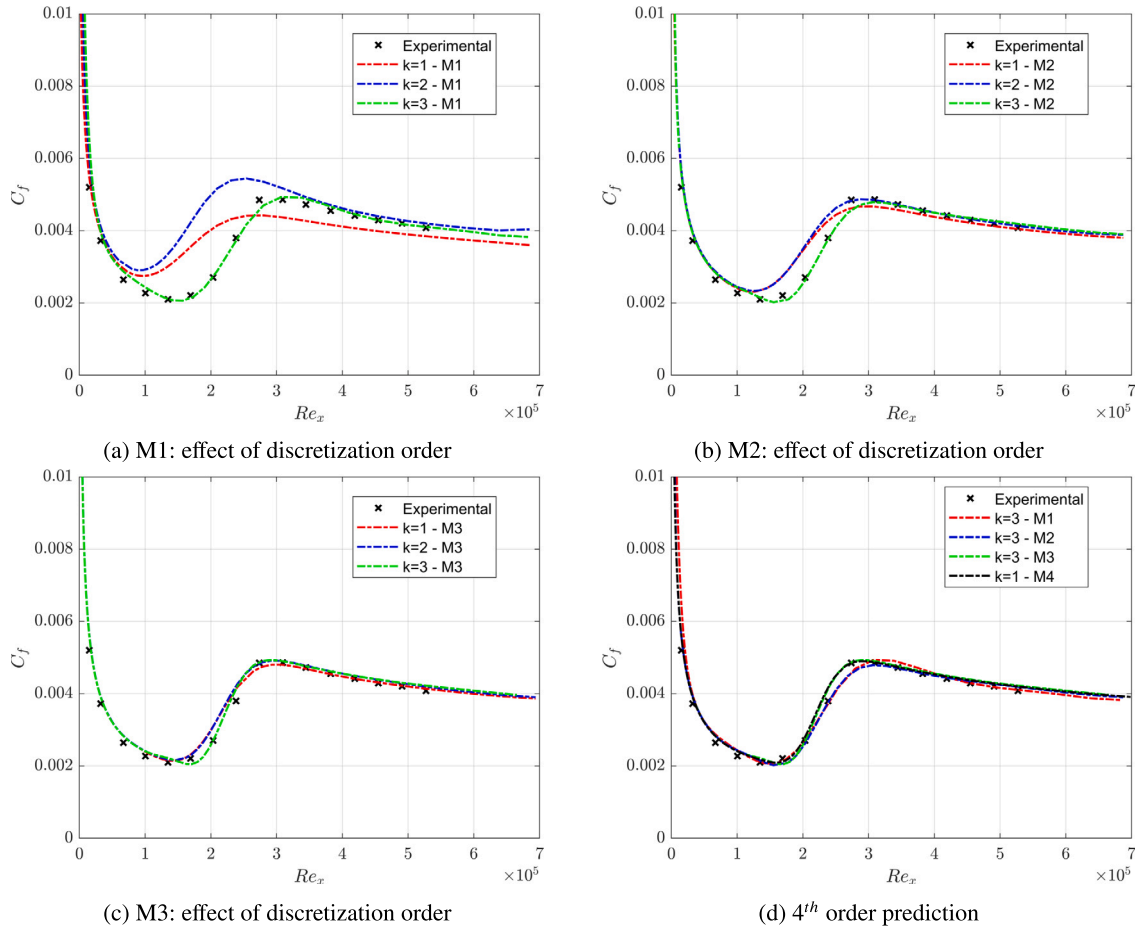 0.01
0.008
0.006
0.004
0.002
0
C_f
0 1 2 3 4 5 6 7
×10^5
Re_x
Experimental
k=1 - M1
k=2 - M1
k=3 - M1
(a) M1: effect of discretization order
0.01
0.008
0.006
0.004
0.002
0
C_f
0 1 2 3 4 5 6 7
×10^5
Re_x
Experimental
k=1 - M2
k=2 - M2
k=3 - M2
(b) M2: effect of discretization order
0.01
0.008
0.006
0.004
0.002
0
C_f
0 1 2 3 4 5 6 7
×10^5
Re_x
Experimental
k=1 - M3
k=2 - M3
k=3 - M3
(c) M3: effect of discretization order
0.01
0.008
0.006
0.004
0.002
0
C_f
0 1 2 3 4 5 6 7
×10^5
Re_x
Experimental
k=3 - M1
k=3 - M2
k=3 - M3
k=1 - M4
(d) 4^th order prediction